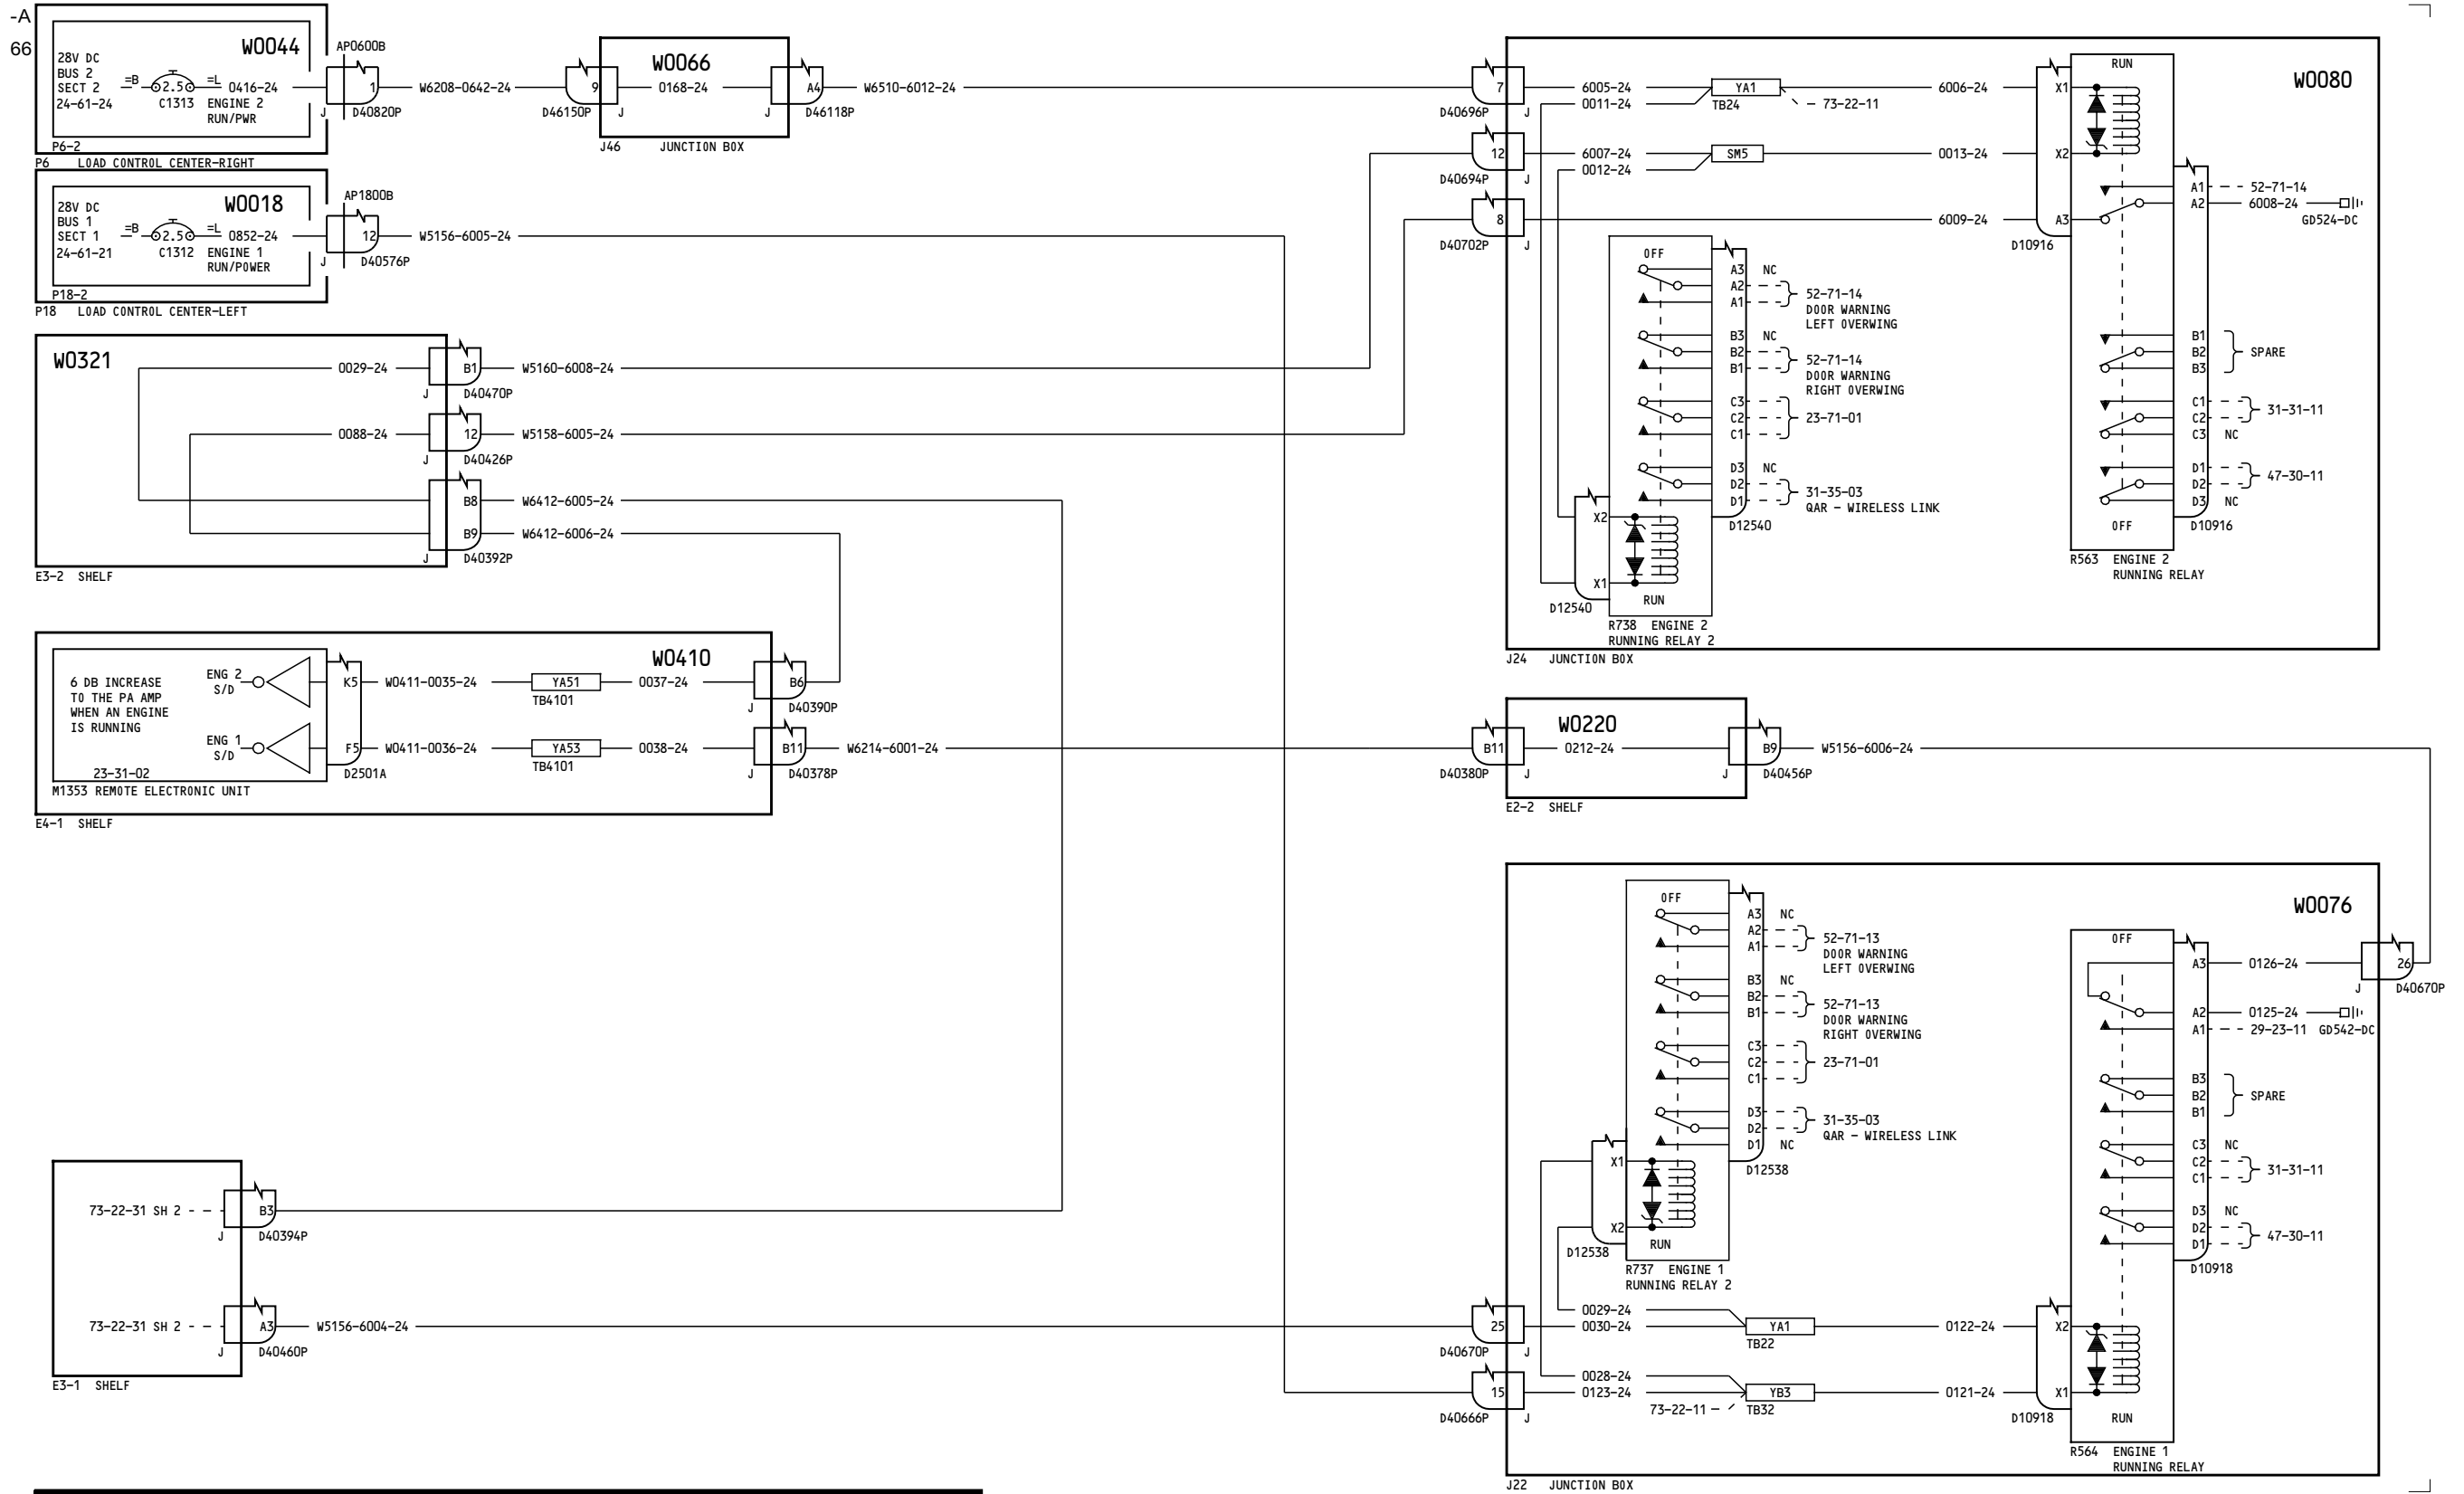 -A
66
W0044
28V DC
BUS 2
SECT 2
24-61-24
=B
2.5
=L
0416-24
C1313
ENGINE 2
RUN/PWR
P6-2
P6 LOAD CONTROL CENTER-RIGHT
AP0600B
1
J
D40820P
W6208-0642-24
9
D46150P
J
W0066
0168-24
A4
J
D46118P
J46 JUNCTION BOX
W6510-6012-24
W0018
28V DC
BUS 1
SECT 1
24-61-21
=B
2.5
=L
0852-24
C1312
ENGINE 1
RUN/POWER
P18-2
P18 LOAD CONTROL CENTER-LEFT
AP1800B
12
J
D40576P
W5156-6005-24
W0321
0029-24
B1
J
D40470P
W5160-6008-24
0088-24
12
J
D40426P
W5158-6005-24
B8
W6412-6005-24
B9
W6412-6006-24
J
D40392P
E3-2 SHELF
W0410
6 DB INCREASE
TO THE PA AMP
WHEN AN ENGINE
IS RUNNING
23-31-02
ENG 2
S/D
K5
W0411-0035-24
YA51
TB4101
0037-24
B6
J
D40390P
ENG 1
S/D
F5
D2501A
W0411-0036-24
YA53
TB4101
0038-24
B11
J
D40378P
W6214-6001-24
M1353 REMOTE ELECTRONIC UNIT
E4-1 SHELF
73-22-31 SH 2
B3
J
D40394P
73-22-31 SH 2
A3
J
D40460P
W5156-6004-24
E3-1 SHELF
W0080
7
D40696P
J
6005-24
0011-24
YA1
TB24
73-22-11
6006-24
X1
12
D40694P
J
6007-24
0012-24
SM5
0013-24
X2
8
D40702P
J
6009-24
A3
D10916
RUN
A1
52-71-14
A2
6008-24
GD524-DC
B1
B2
B3
SPARE
C1
C2
31-31-11
C3
NC
D1
D2
47-30-11
D3
NC
OFF
D10916
R563 ENGINE 2
RUNNING RELAY
OFF
A3
NC
A2
A1
52-71-14
DOOR WARNING
LEFT OVERWING
B3
NC
B2
B1
52-71-14
DOOR WARNING
RIGHT OVERWING
C3
C2
C1
23-71-01
D3
NC
D2
D1
31-35-03
QAR - WIRELESS LINK
D12540
X2
X1
D12540
RUN
R738 ENGINE 2
RUNNING RELAY 2
J24 JUNCTION BOX
W0220
B11
D40380P
J
0212-24
B9
J
D40456P
W5156-6006-24
E2-2 SHELF
W0076
OFF
A3
NC
A2
A1
52-71-13
DOOR WARNING
LEFT OVERWING
B3
NC
B2
B1
52-71-13
DOOR WARNING
RIGHT OVERWING
C3
C2
C1
23-71-01
D3
D2
31-35-03
QAR - WIRELESS LINK
D1
NC
D12538
X1
X2
D12538
RUN
R737 ENGINE 1
RUNNING RELAY 2
OFF
A3
0126-24
26
J
D40670P
A2
0125-24
A1
29-23-11
GD542-DC
B3
B2
B1
SPARE
C3
NC
C2
C1
31-31-11
D3
NC
D2
D1
47-30-11
D10918
25
D40670P
J
0029-24
0030-24
YA1
TB22
0122-24
X2
15
D40666P
J
0028-24
0123-24
73-22-11
YB3
TB32
0121-24
X1
D10918
RUN
R564 ENGINE 1
RUNNING RELAY
J22 JUNCTION BOX